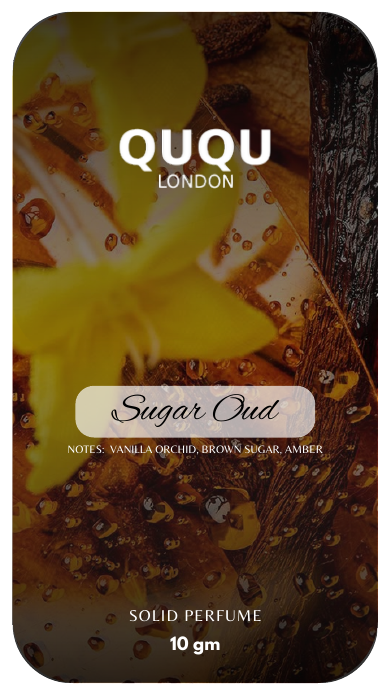 QUQU
LONDON
Sugar Oud
NOTES: VANILLA ORCHID, BROWN SUGAR, AMBER
SOLID PERFUME
10 gm